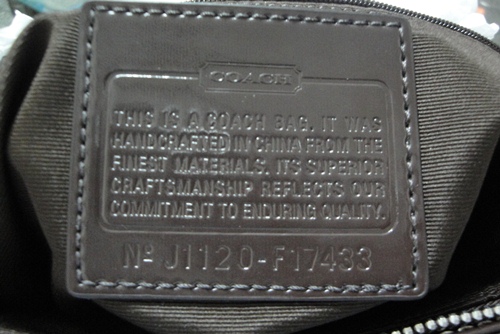 COACH
THIS IS A COACH BAG. IT WAS
HANDCRAFTED IN CHINA FROM THE
FINEST MATERIALS. ITS SUPERIOR
CRAFTSMANSHIP REFLECTS OUR
COMMITMENT TO ENDURING QUALITY.
Nº J1120-F17433